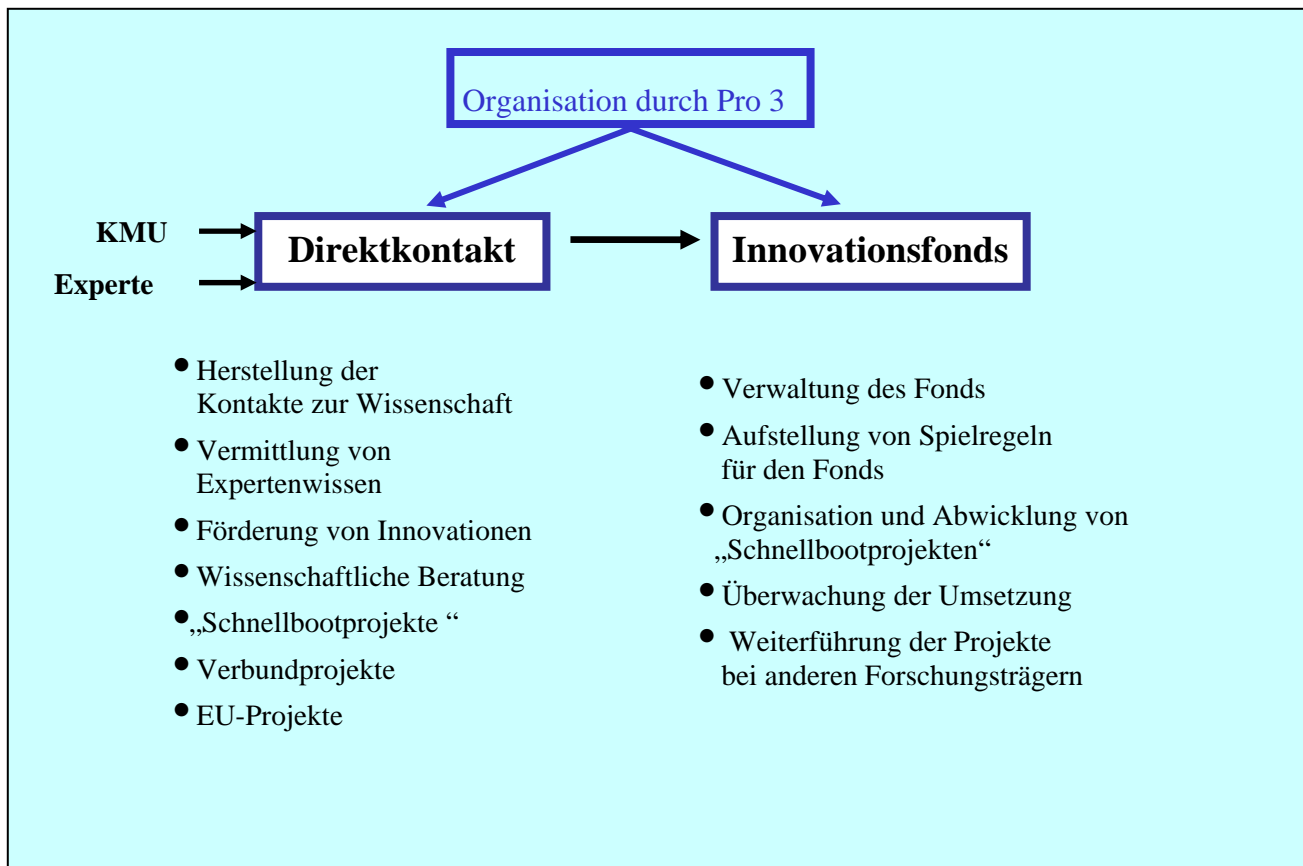 Organisation durch Pro 3
KMU
Experte
Direktkontakt
Innovationsfonds
• Herstellung der
Kontakte zur Wissenschaft
• Vermittlung von
Expertenwissen
• Förderung von Innovationen
• Wissenschaftliche Beratung
• „Schnellbootprojekte “
• Verbundprojekte
• EU-Projekte
• Verwaltung des Fonds
• Aufstellung von Spielregeln
für den Fonds
• Organisation und Abwicklung von
„Schnellbootprojekten“
• Überwachung der Umsetzung
• Weiterführung der Projekte
bei anderen Forschungsträgern